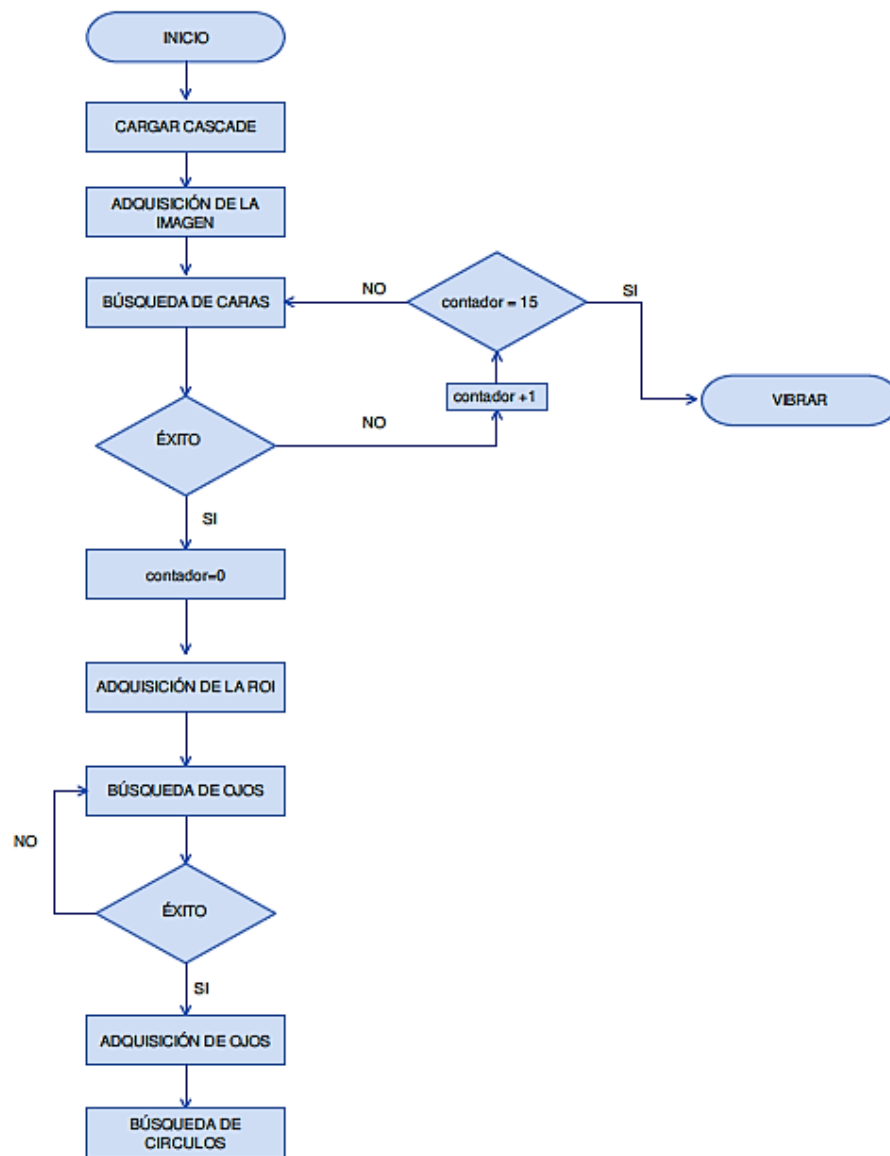 INICIO
CARGAR CASCADE
ADQUISICIÓN DE LA
IMAGEN
BÚSQUEDA DE CARAS
NO
contador = 15
SI
contador +1
VIBRAR
ÉXITO
NO
SI
contador=0
ADQUISICIÓN DE LA ROI
BÚSQUEDA DE OJOS
NO
ÉXITO
SI
ADQUISICIÓN DE OJOS
BÚSQUEDA DE
CIRCULOS